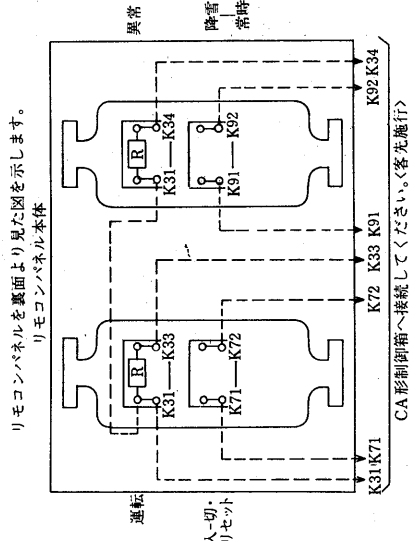 リモコンパネルを裏面より見た図を示します。
リモコンパネル本体
運転
異常
R
K31 K33
R
K31 K34
入-切・
リセット
降雪
常時
K71 K72
K91 K92
K31 K71
K72
K33
K91
K92 K34
CA形制御箱へ接続してください。〈客先施行〉